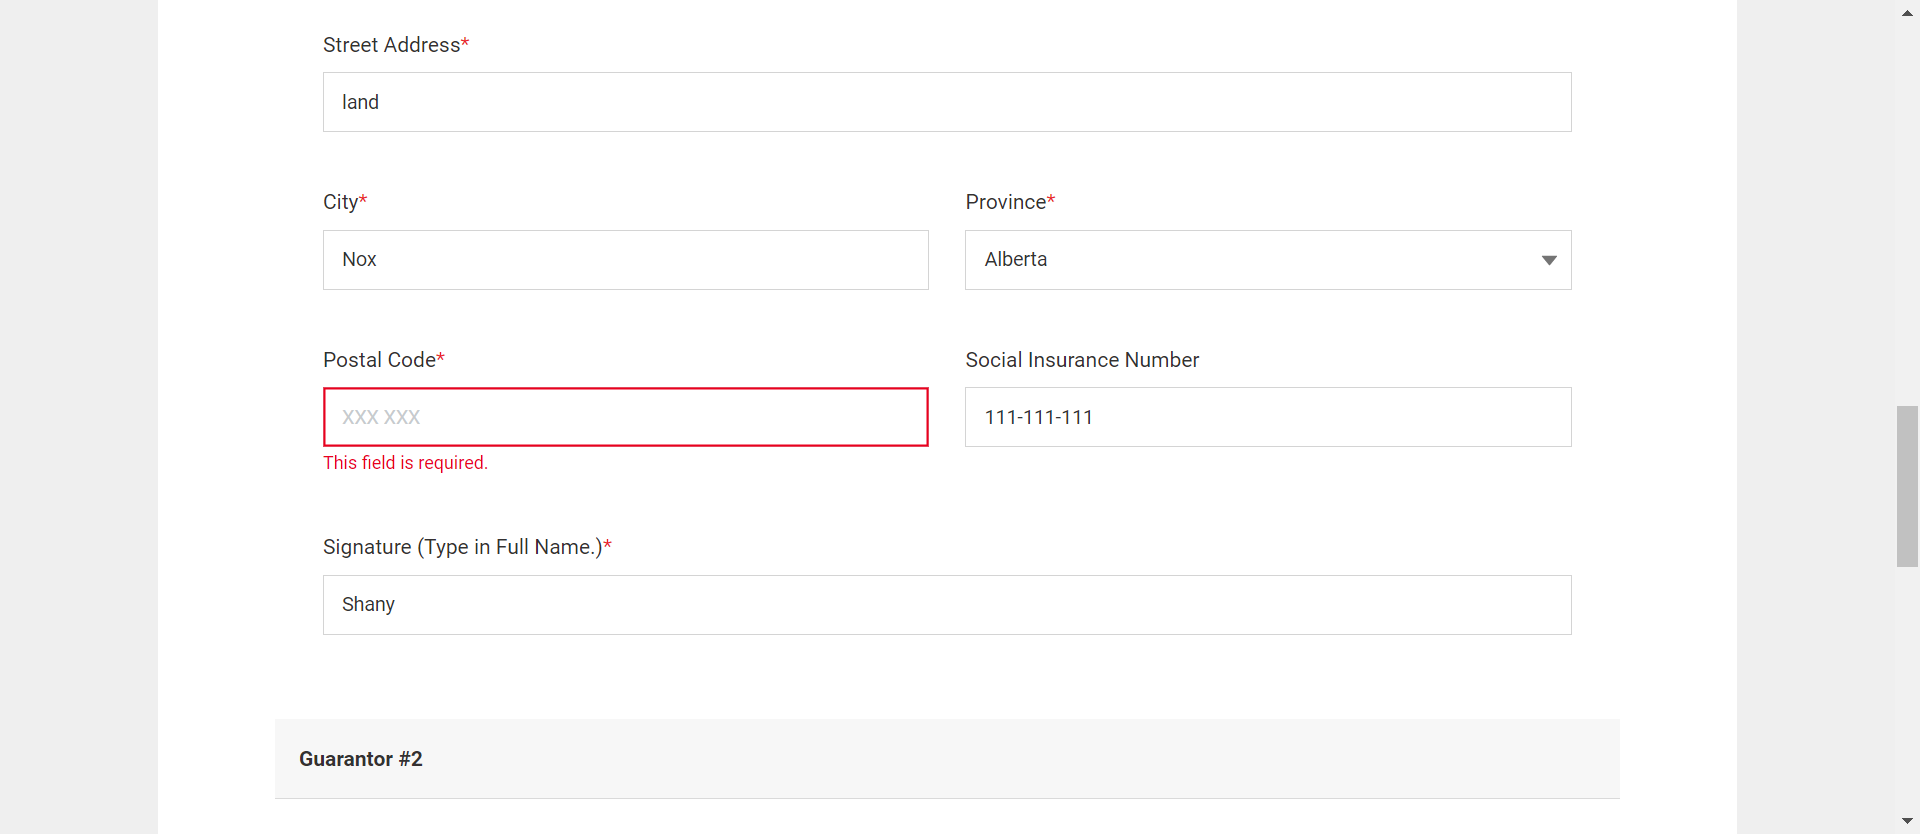 Street Address*
land
City*
Province*
Nox
Alberta
Postal Code*
Social Insurance Number
XXX XXX
111-111-111
This field is required.
Signature (Type in Full Name.)*
Shany
Guarantor #2